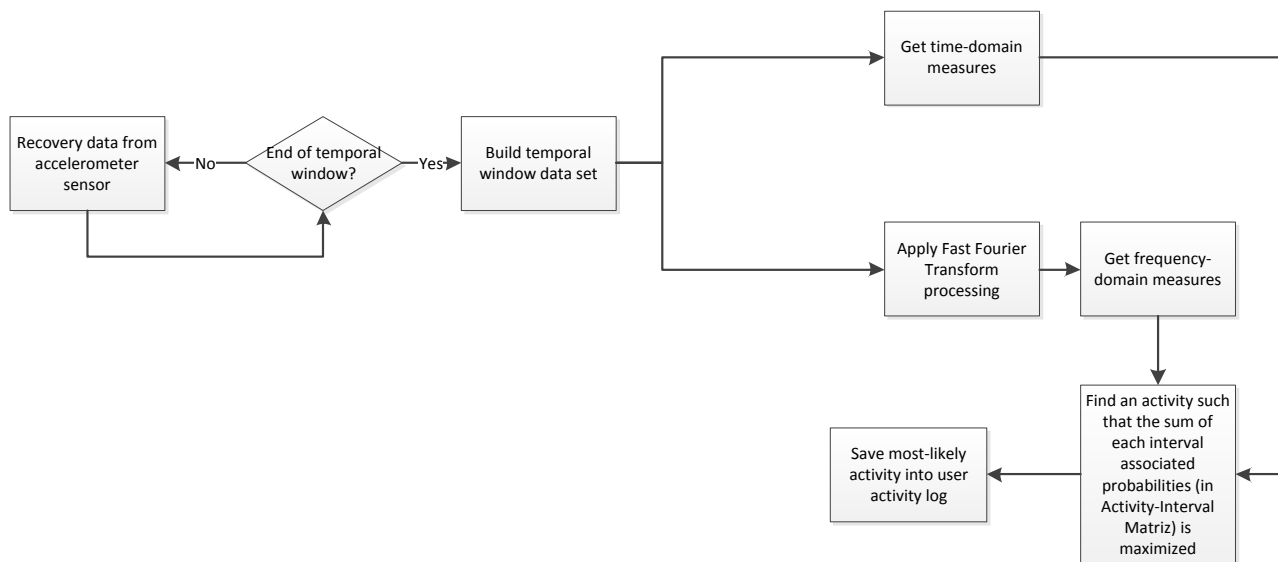 Get time-domain
measures
Recovery data from
accelerometer
sensor
No
End of temporal
window?
Yes
Build temporal
window data set
Apply Fast Fourier
Transform
processing
Get frequency-
domain measures
Find an activity such
that the sum of
each interval
associated
probabilities (in
Activity-Interval
Matriz) is
maximized
Save most-likely
activity into user
activity log